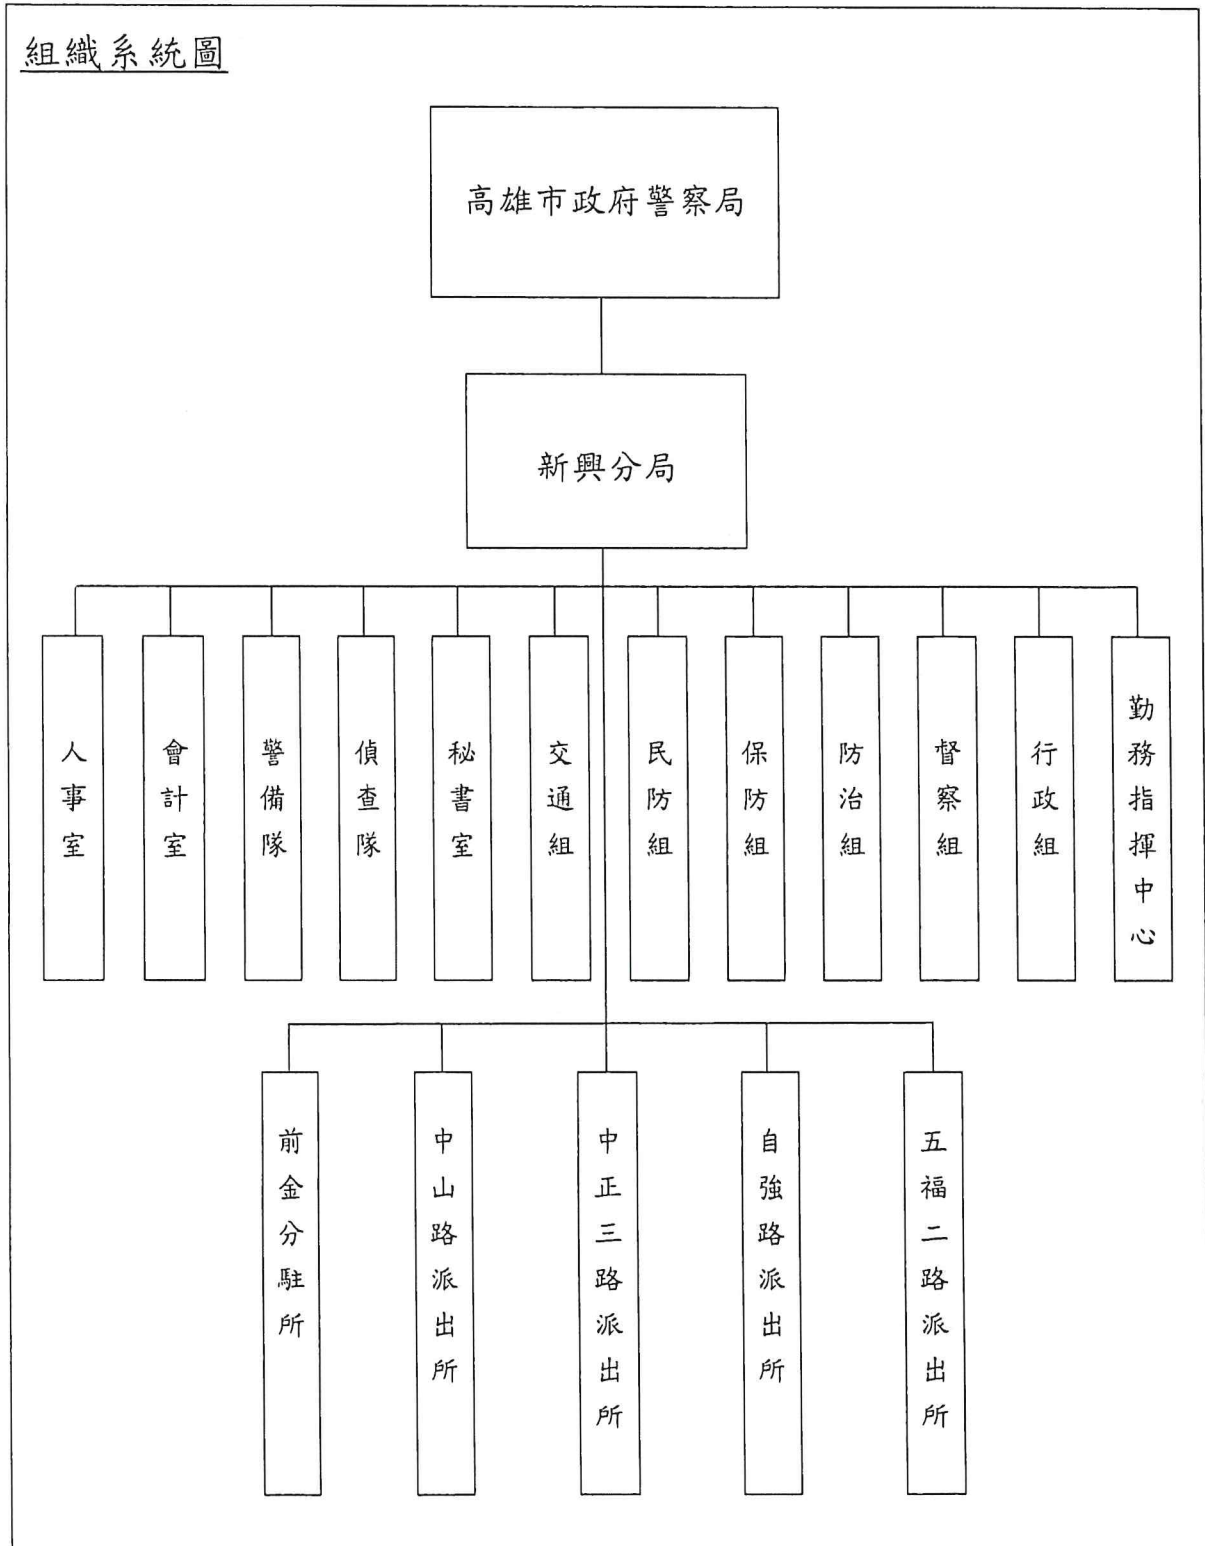 組織系統圖
高雄市政府警察局
新興分局
人事室
會計室
警備隊
偵查隊
秘書室
交通組
民防組
保防組
防治組
督察組
行政組
勤務指揮中心
前金分駐所
中山路派出所
中正三路派出所
自強路派出所
五福二路派出所